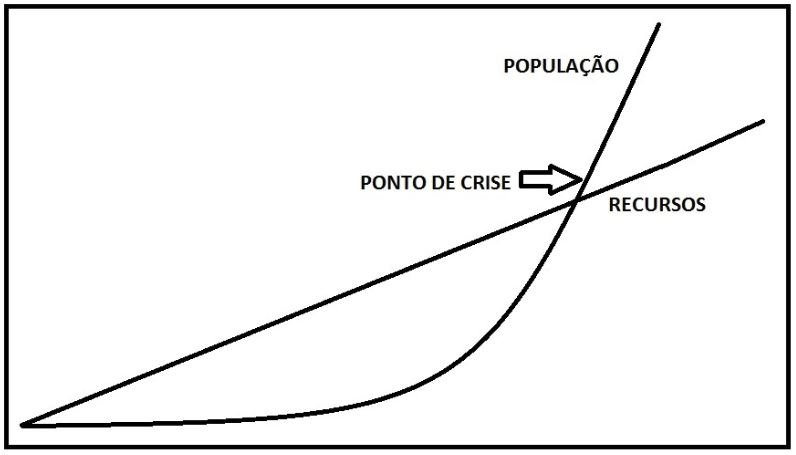 POPULAÇÃO
PONTO DE CRISE
RECURSOS